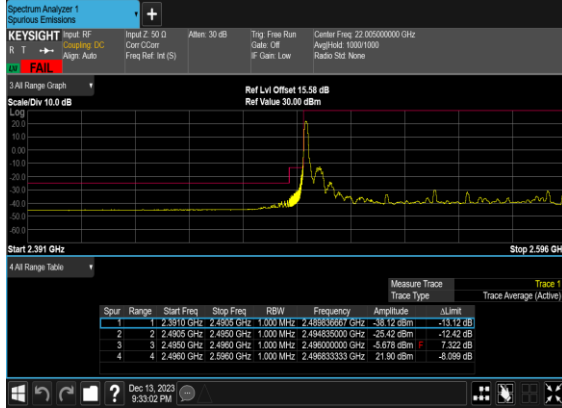 Spectrum Analyzer 1
Spurious Emissions
KEYSIGHT
R T
LXI
FAIL
Input: RF
Coupling: DC
Align: Auto
Input Z: 50 Ω
Corr CCorr
Freq Ref: Int (S)
Atten: 30 dB
Trig: Free Run
Gate: Off
IF Gain: Low
Center Freq: 22.005000000 GHz
Avg|Hold: 1000/1000
Radio Std: None
3 All Range Graph
Scale/Div 10.0 dB
Ref Lvl Offset 15.58 dB
Ref Value 30.00 dBm
Log
20.0
10.0
0.00
-10.0
-20.0
-30.0
-40.0
-50.0
-60.0
Start 2.391 GHz
Stop 2.596 GH
4 All Range Table
Measure Trace Trace 1
Trace Type Trace Average (Active)
Spur Range Start Freq Stop Freq RBW Frequency Amplitude ΔLimit
1 1 2.3910 GHz 2.4905 GHz 1.000 MHz 2.489836667 GHz -38.12 dBm -13.12 dB
2 2 2.4905 GHz 2.4950 GHz 1.000 MHz 2.494835000 GHz -25.42 dBm -12.42 dB
3 3 2.4950 GHz 2.4960 GHz 1.000 MHz 2.496000000 GHz -5.678 dBm F 7.322 dB
4 4 2.4960 GHz 2.5960 GHz 1.000 MHz 2.496833333 GHz 21.90 dBm -8.099 dB
?
Dec 13, 2023
9:33:02 PM